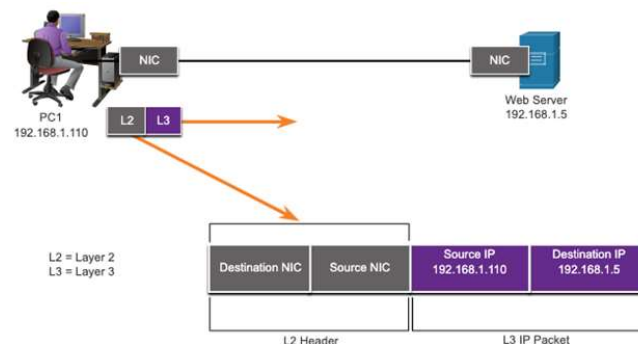 NIC
NIC
PC1
192.168.1.110
L2 L3
Web Server
192.168.1.5
L2 = Layer 2
L3 = Layer 3
Destination NIC
Source NIC
Source IP
192.168.1.110
Destination IP
192.168.1.5
L2 Header
L3 IP Packet